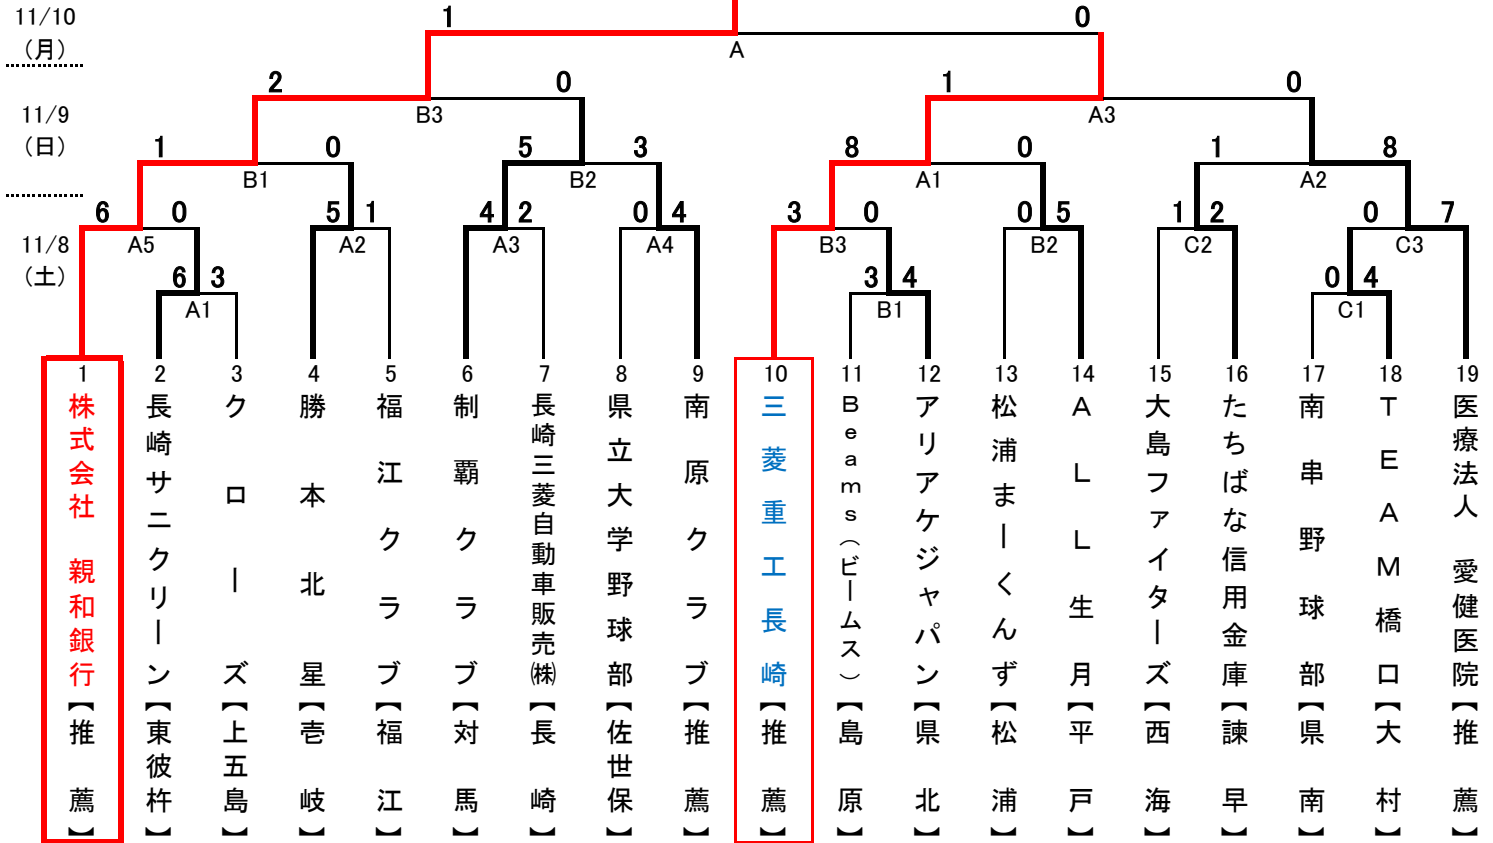 11/10
（月）
1
0
A
2
0
1
0
B3
A3
11/9
（日）
1
0
5
3
8
0
1
8
B1
B2
A1
A2
6
0
5
1
4
2
0
4
3
0
0
5
1
2
0
7
11/8
（土）
A5
A2
A3
A4
B3
B2
C2
C3
6
3
3
4
0
4
A1
B1
C1
1
株式会社　親和銀行【推薦】
2
長崎サニクリーン【東彼杵】
3
クローズ【上五島】
4
勝本北星【壱岐】
5
福江クラブ【福江】
6
制覇クラブ【対馬】
7
長崎三菱自動車販売㈱【長崎】
8
県立大学野球部【佐世保】
9
南原クラブ【推薦】
10
三菱重工長崎【推薦】
11
Ｂｅａｍｓ（ビームス）【島原】
12
アリアケジャパン【県北】
13
松浦まーくんず【松浦】
14
ＡＬＬ生月【平戸】
15
大島ファイターズ【西海】
16
たちばな信用金庫【諫早】
17
南串野球部【県南】
18
ＴＥＡＭ橋口【大村】
19
医療法人　愛健医院【推薦】